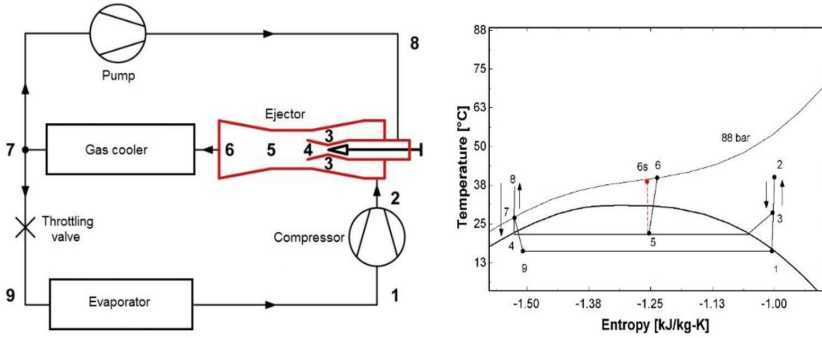 Pump
8
Ejector
3
7
Gas cooler
6
5
4
3
2
Throttling
valve
Compressor
9
Evaporator
1
Temperature [°C]
88
75
63
50
38
25
13
88 bar
6s
6
2
8
7
3
4
5
9
1
-1.50
-1.38
-1.25
-1.13
-1.00
Entropy [kJ/kg-K]